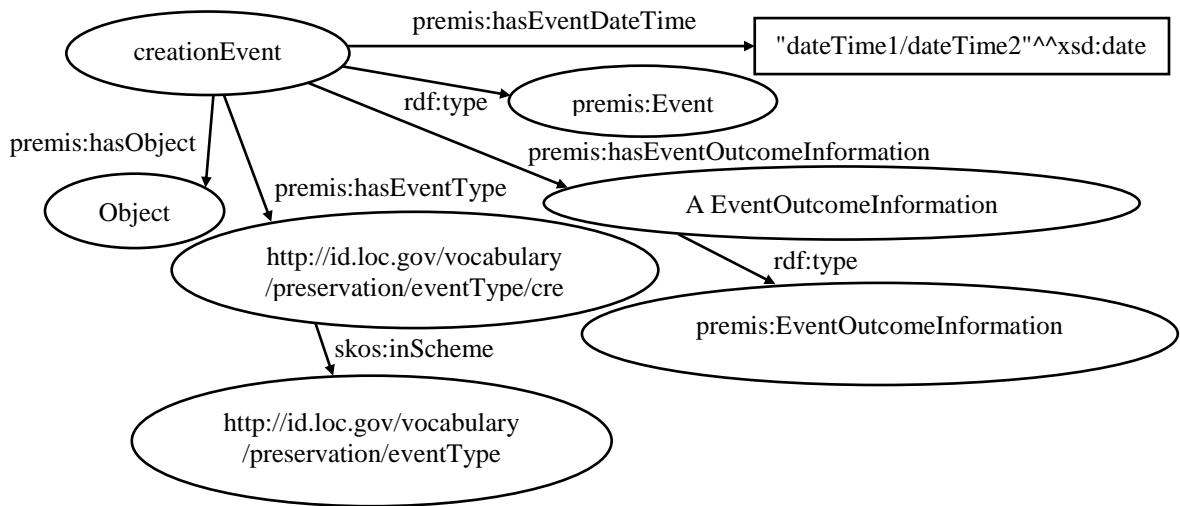 premis:hasEventDateTime
creationEvent
"dateTime1/dateTime2"^^xsd:date
rdf:type
premis:Event
premis:hasObject
premis:hasEventOutcomeInformation
premis:hasEventType
Object
A EventOutcomeInformation
http://id.loc.gov/vocabulary
/preservation/eventType/cre
rdf:type
premis:EventOutcomeInformation
skos:inScheme
http://id.loc.gov/vocabulary
/preservation/eventType